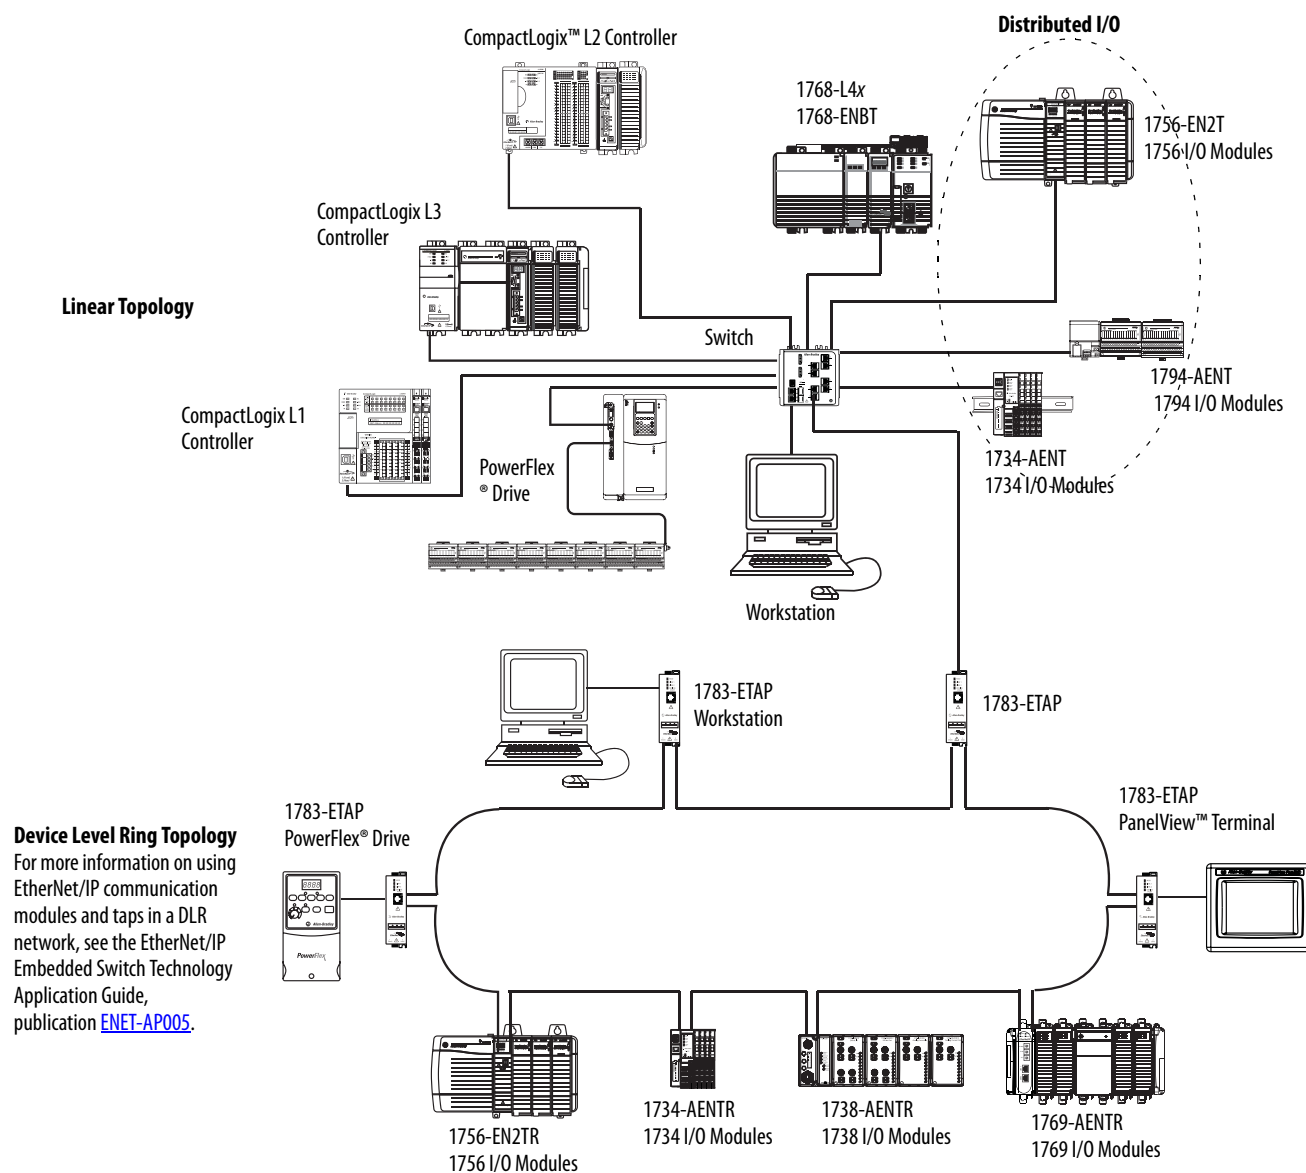 Distributed I/O
CompactLogix™ L2 Controller
1768-L4x
1768-ENBT
1756-EN2T
1756 I/O Modules
CompactLogix L3
Controller
Linear Topology
Switch
1794-AENT
1794 I/O Modules
CompactLogix L1
Controller
PowerFlex
® Drive
1734-AENT
1734 I/O Modules
Workstation
1783-ETAP
Workstation
1783-ETAP
1783-ETAP
PowerFlex® Drive
1783-ETAP
PanelView™ Terminal
Device Level Ring Topology
For more information on using
EtherNet/IP communication
modules and taps in a DLR
network, see the EtherNet/IP
Embedded Switch Technology
Application Guide,
publication ENET-AP005.
8888
Allen-Bradley
PowerFlex
1756-EN2TR
1756 I/O Modules
1734-AENTR
1734 I/O Modules
1738-AENTR
1738 I/O Modules
1769-AENTR
1769 I/O Modules